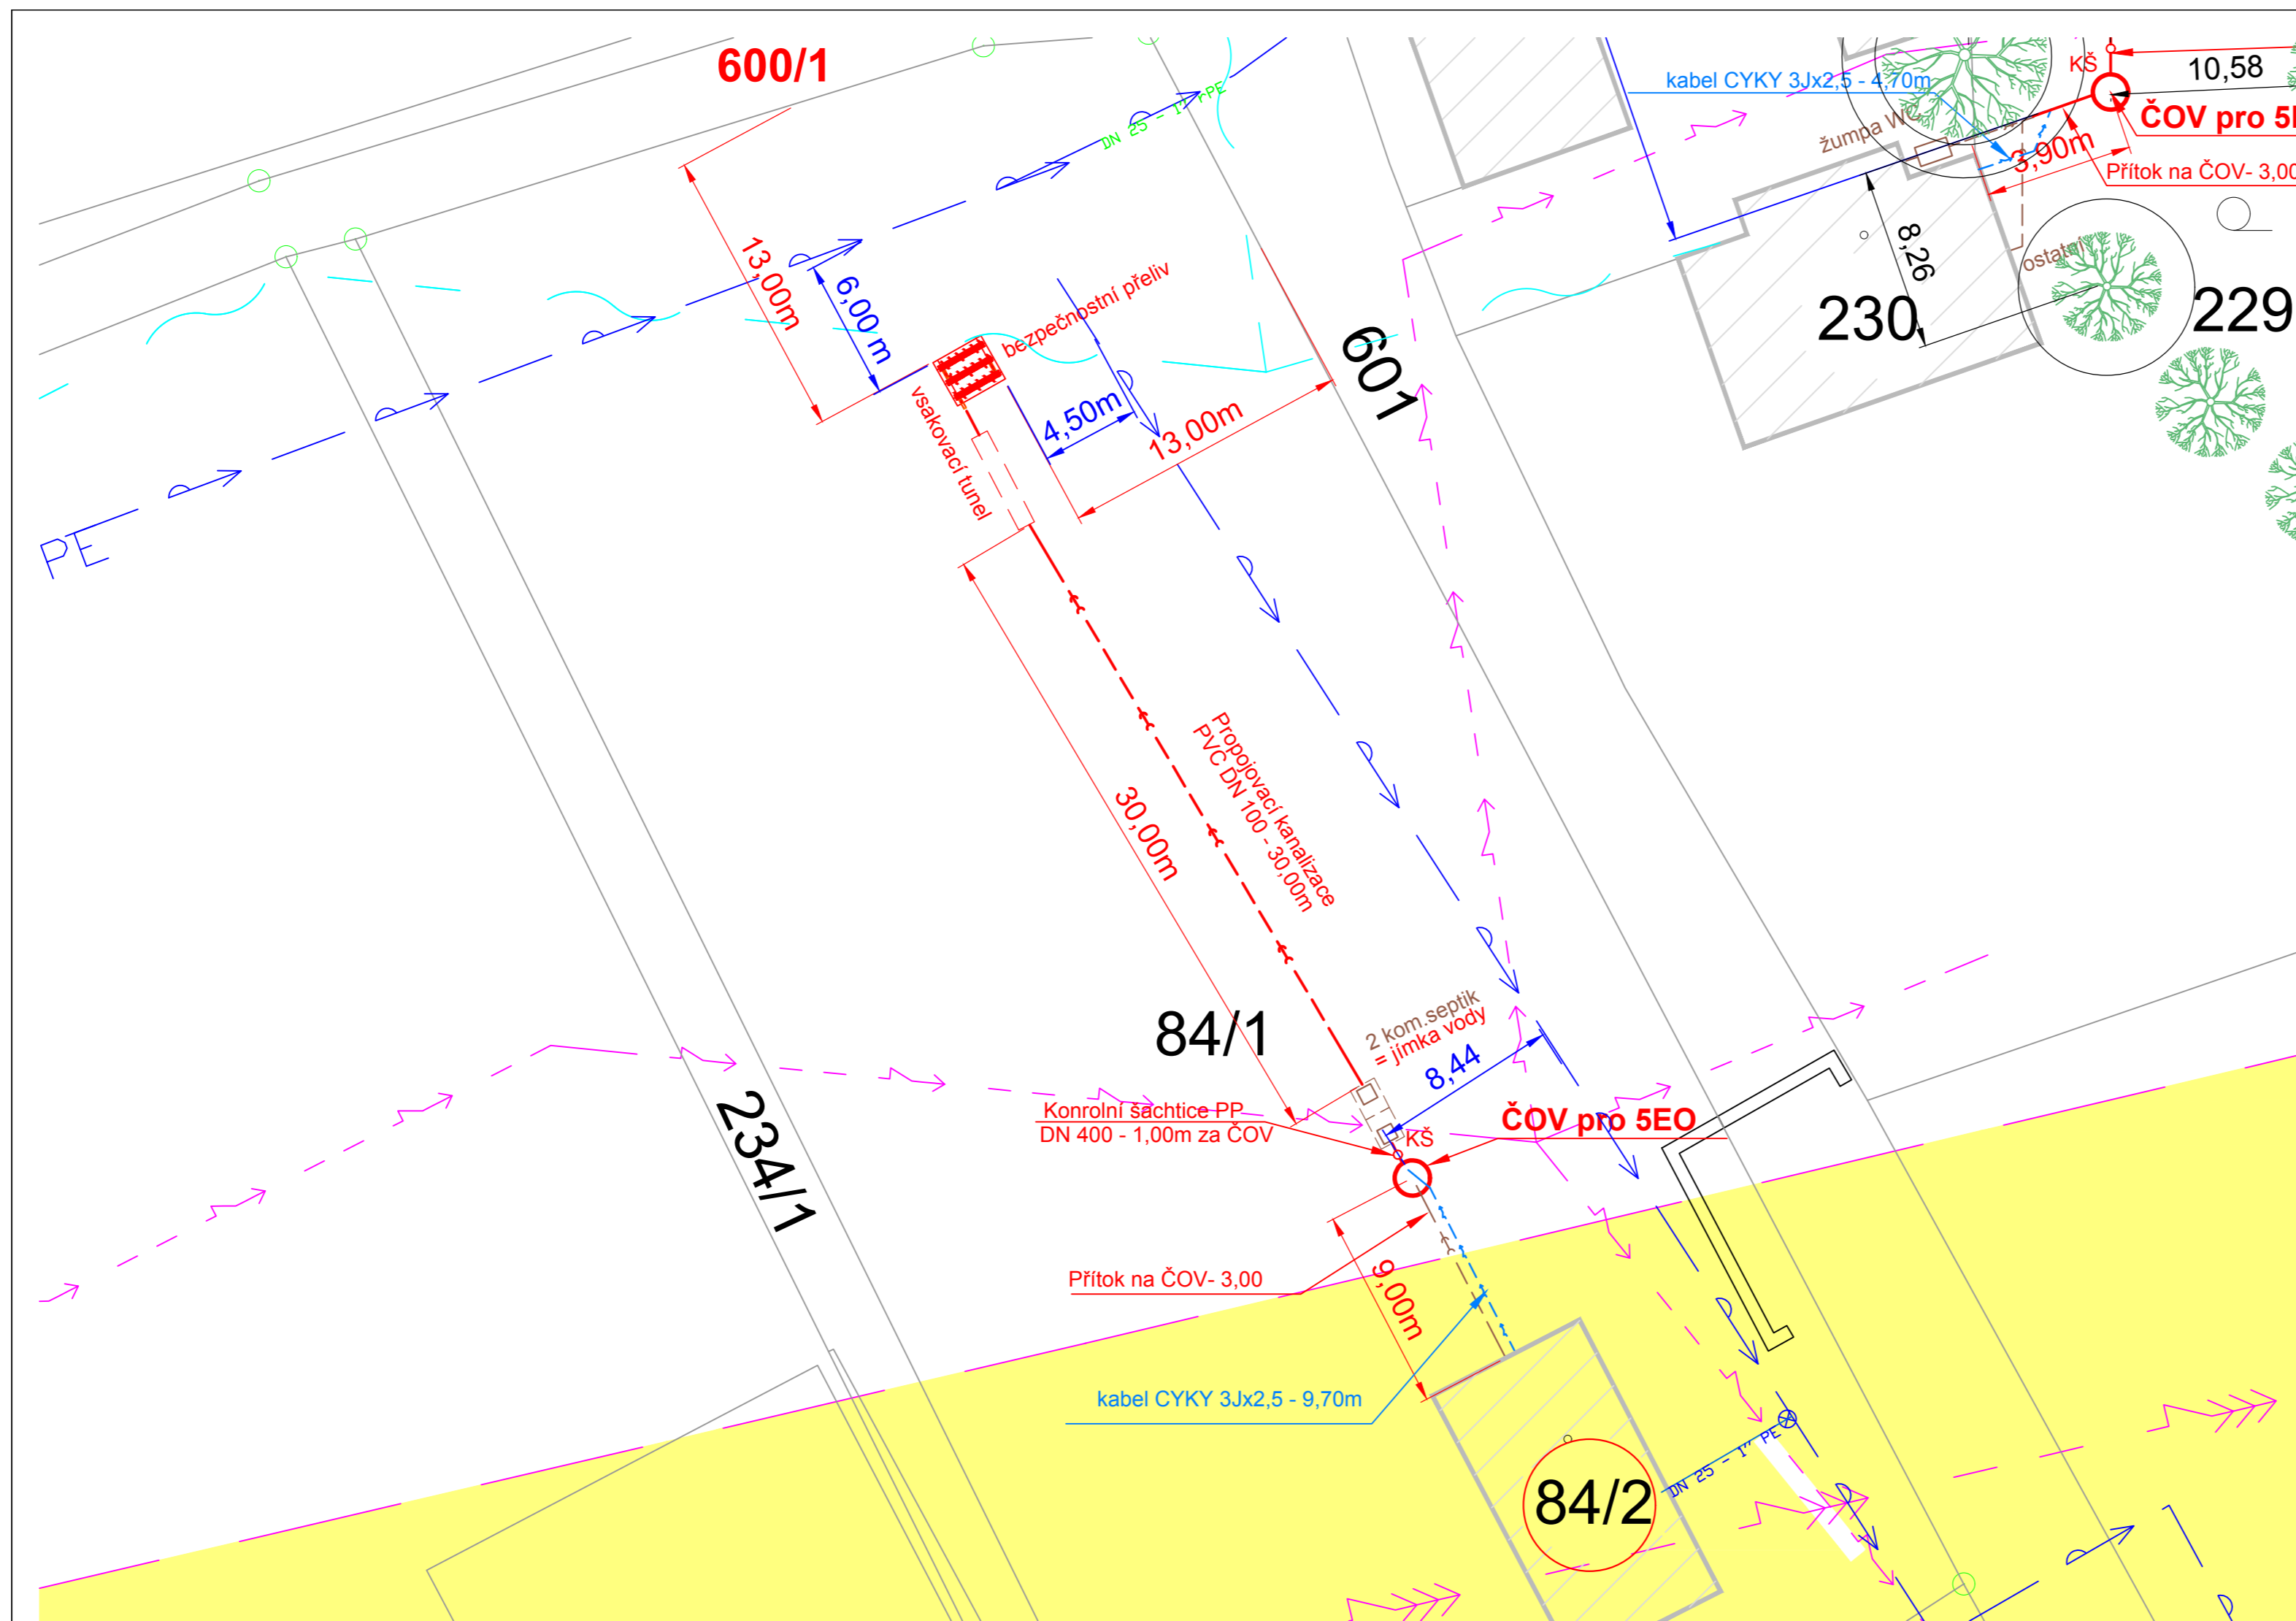 600/1
DN 25 - 1" rPE
kabel CYKY 3Jx2,5 - 4,70m
KŠ
10,58
žumpa WC
3,90m
Přítok na ČOV- 3,00
13,00m
6,00 m
bezpečnostní přeliv
8,26
ostatní
230
229
601
4,50m
13,00m
vsakovací tunel
PE
Propojovací kanalizace
PVC DN 100 - 30,00m
30,00m
84/1
2 kom.septik
= jímka vody
8,44
Konrolní šachtice PP
DN 400 - 1,00m za ČOV
KŠ
ČOV pro 5EO
234/1
Přítok na ČOV- 3,00
9,00m
kabel CYKY 3Jx2,5 - 9,70m
DN 25 - 1" PE
84/2
ČOV pro